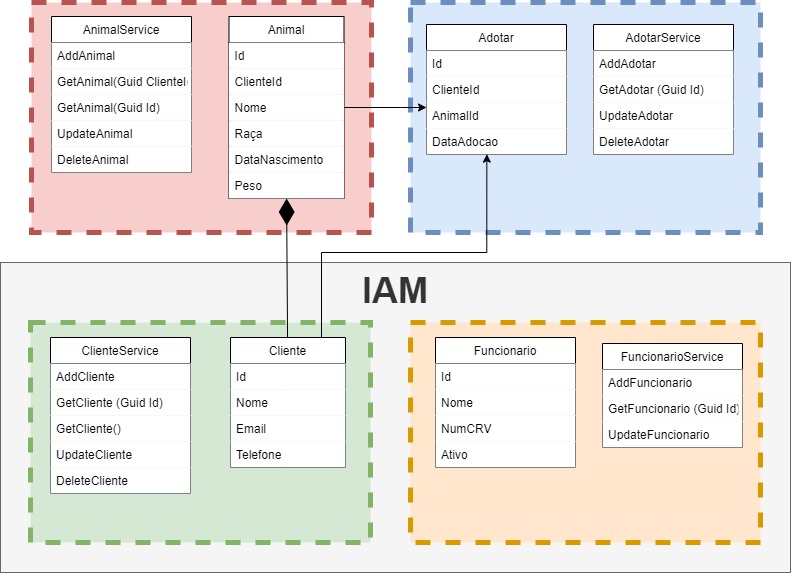 AnimalService
AddAnimal
GetAnimal(Guid ClienteI
GetAnimal(Guid Id)
UpdateAnimal
DeleteAnimal
Animal
Id
ClienteId
Nome
Raça
DataNascimento
Peso
Adotar
Id
ClienteId
AnimalId
DataAdocao
AdotarService
AddAdotar
GetAdotar (Guid Id)
UpdateAdotar
DeleteAdotar
IAM
ClienteService
AddCliente
GetCliente (Guid Id)
GetCliente()
UpdateCliente
DeleteCliente
Cliente
Id
Nome
Email
Telefone
Funcionario
Id
Nome
NumCRV
Ativo
FuncionarioService
AddFuncionario
GetFuncionario (Guid Id)
UpdateFuncionario